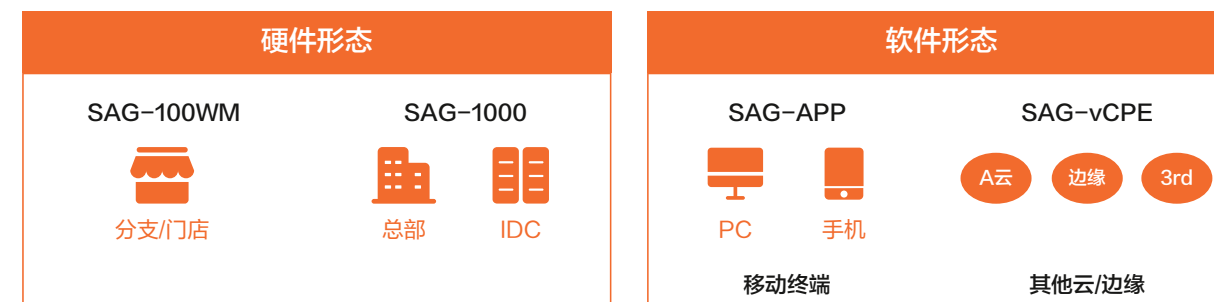 硬件形态
SAG-100WM
SAG-1000
分支/门店
总部
IDC
软件形态
SAG-APP
SAG-vCPE
PC
手机
A云
边缘
3rd
移动终端
其他云/边缘